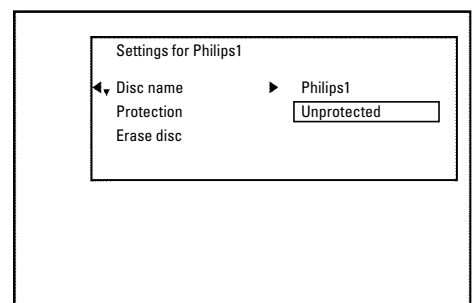 Settings for Philips1
Disc name Philips1
Protection Unprotected
Erase disc